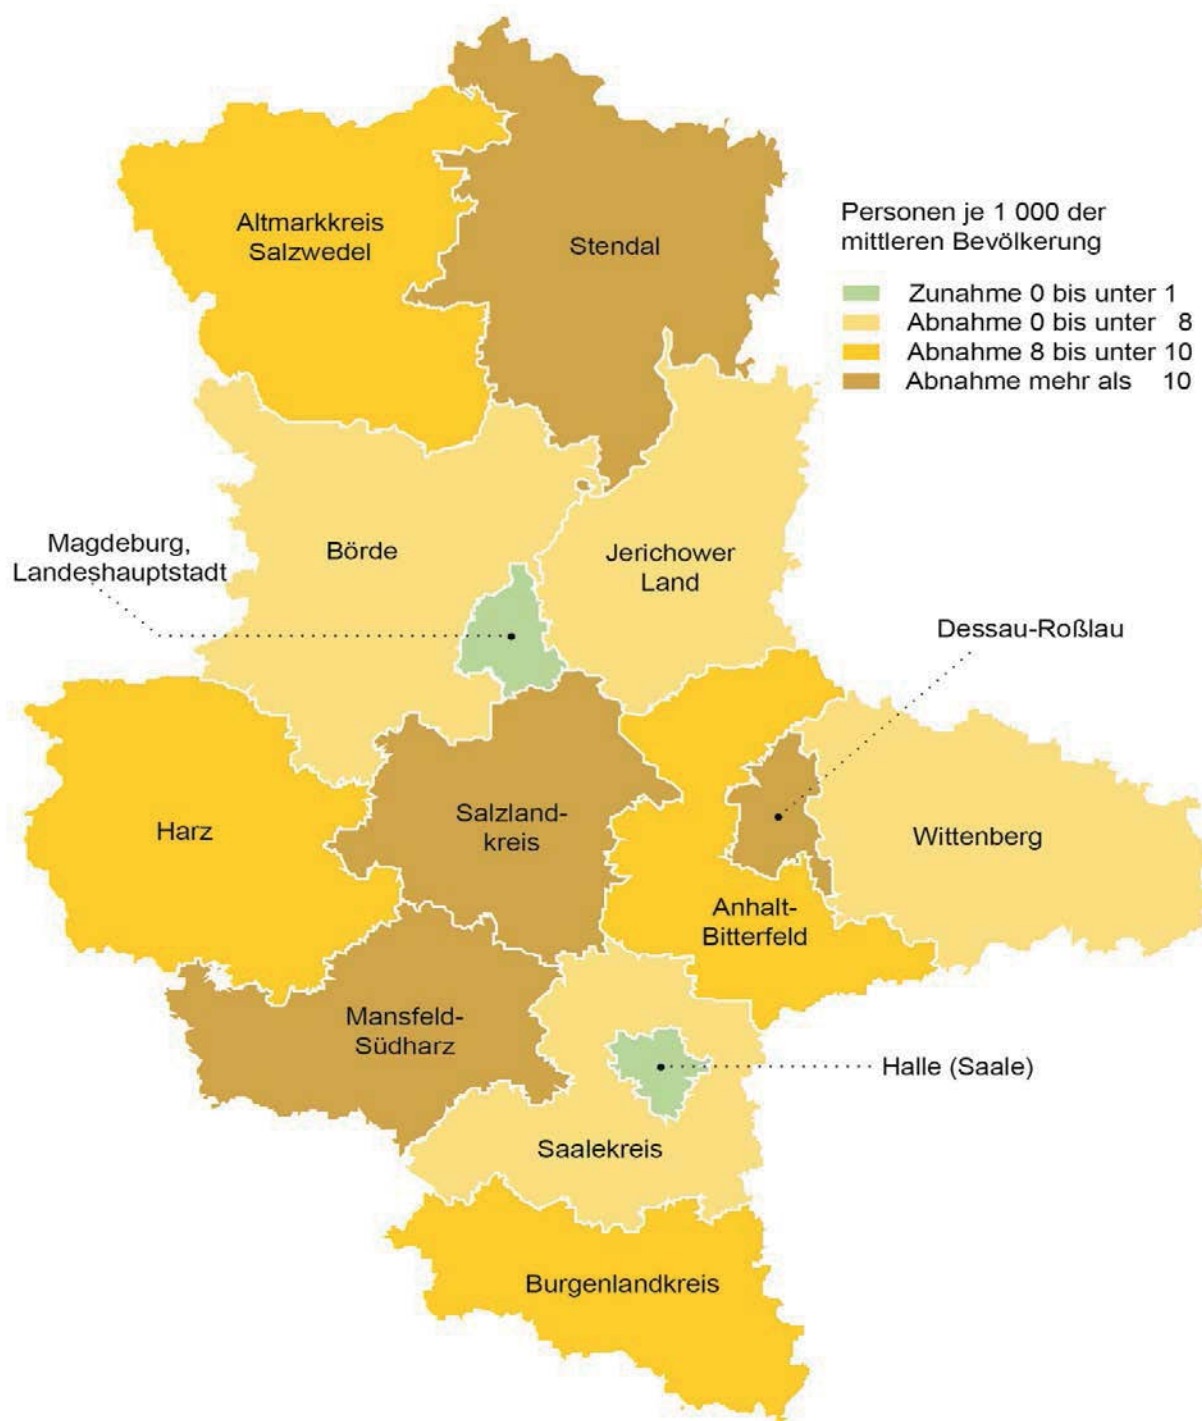 Altmarkkreis
Salzwedel
Stendal
Personen je 1 000 der
mittleren Bevölkerung
Zunahme 0 bis unter 1
Abnahme 0 bis unter 8
Abnahme 8 bis unter 10
Abnahme mehr als 10
Magdeburg,
Landeshauptstadt
Börde
Jerichower
Land
Dessau-Roßlau
Harz
Salzland-
kreis
Wittenberg
Anhalt-
Bitterfeld
Mansfeld-
Südharz
Halle (Saale)
Saalekreis
Burgenlandkreis